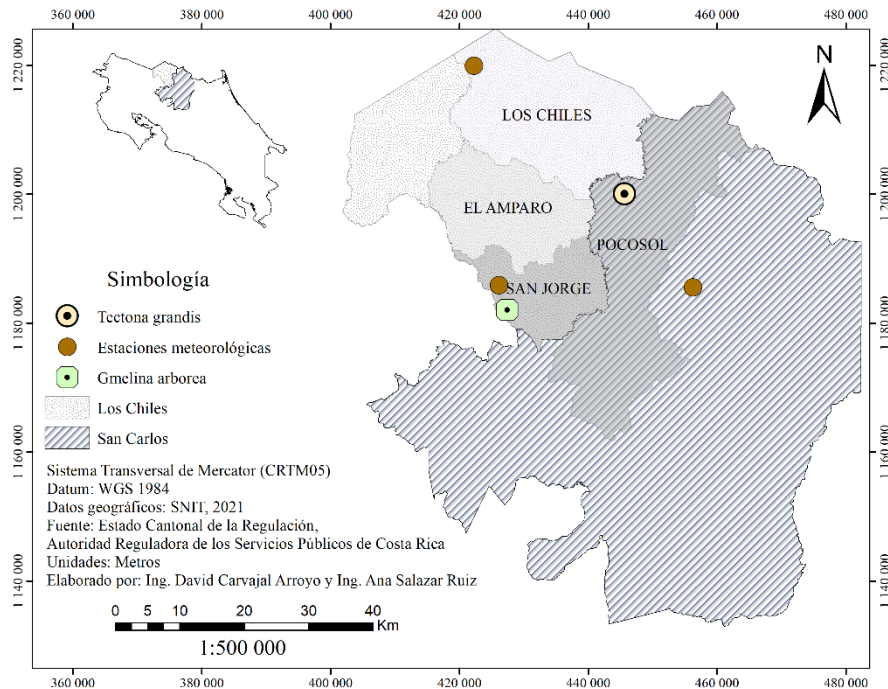 360 000 380 000 400 000 420 000 440 000 460 000 480 000
1 220 000
1 200 000
1 180 000
1 160 000
1 140 000
N
LOS CHILES
EL AMPARO
POCOSOL
SAN JORGE
Simbología
Tectona grandis
Estaciones meteorológicas
Gmelina arborea
Los Chiles
San Carlos
Sistema Transversal de Mercator (CRTM05)
Datum: WGS 1984
Datos geográficos: SNIT, 2021
Fuente: Estado Cantonal de la Regulación,
Autoridad Reguladora de los Servicios Públicos de Costa Rica
Unidades: Metros
Elaborado por: Ing. David Carvajal Arroyo y Ing. Ana Salazar Ruiz
0 5 10 20 30 40
Km
1:500 000
1 220 000
1 200 000
1 180 000
1 160 000
1 140 000
360 000 380 000 400 000 420 000 440 000 460 000 480 000